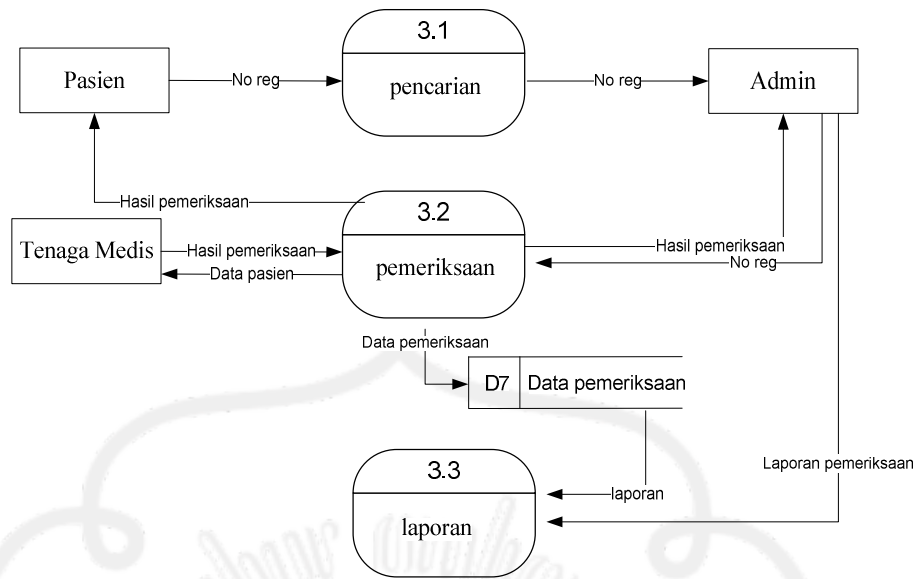 3.1
Pasien
No reg
pencarian
No reg
Admin
Hasil pemeriksaan
3.2
Tenaga Medis
Hasil pemeriksaan
pemeriksaan
Hasil pemeriksaan
Data pasien
No reg
Data pemeriksaan
D7
Data pemeriksaan
3.3
Laporan pemeriksaan
laporan
laporan